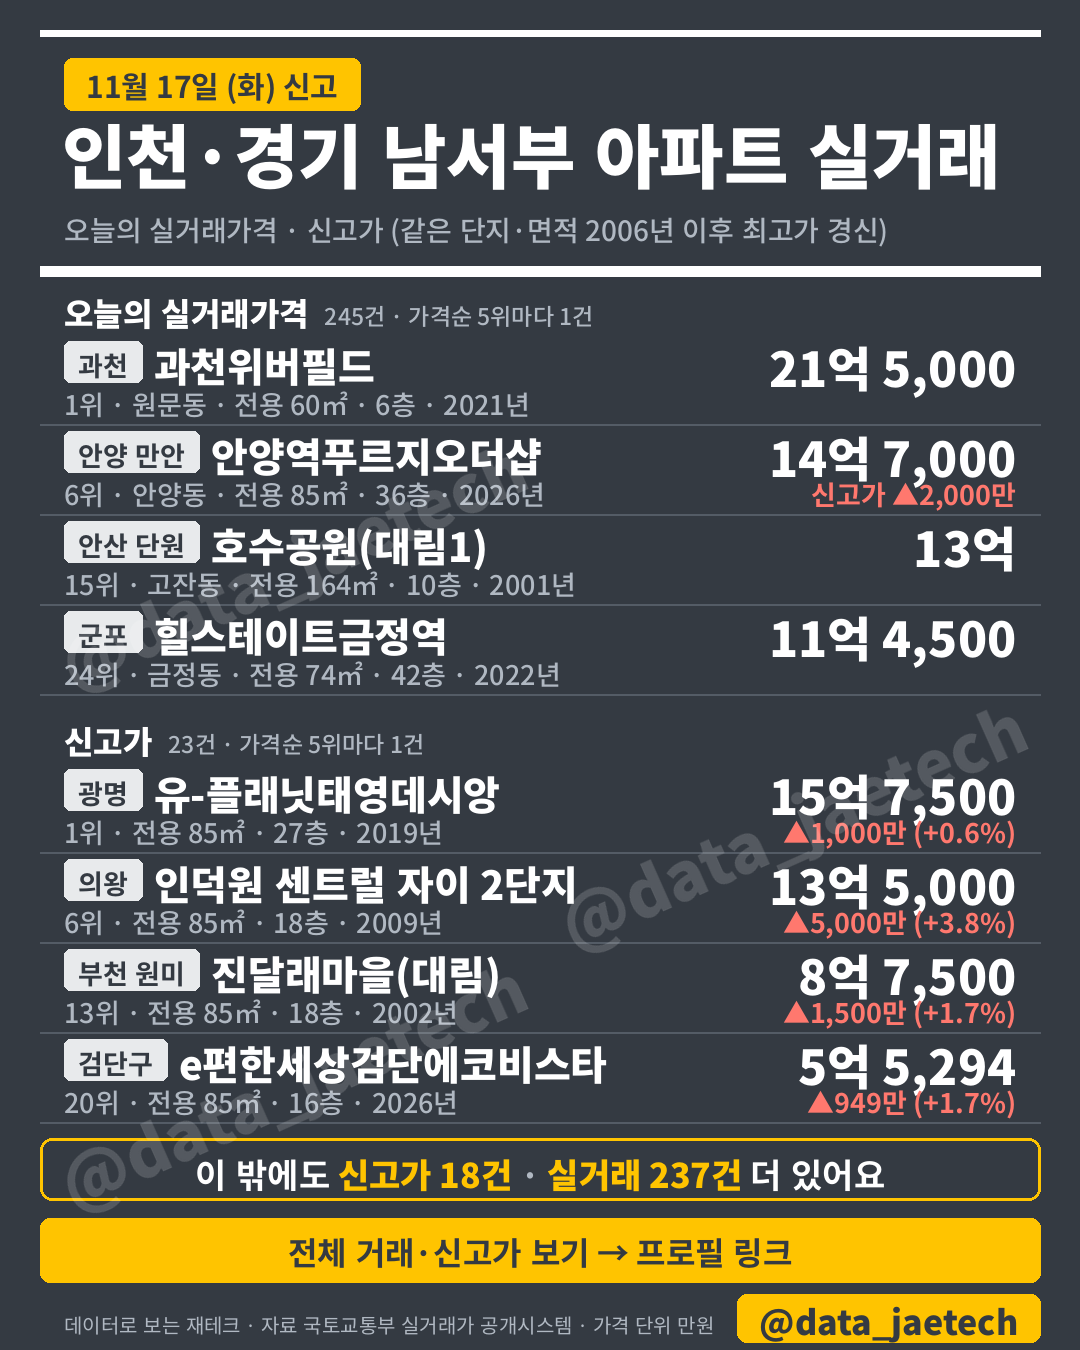 11월 17일 (화) 신고
인천·경기 남서부 아파트 실거래
오늘의 실거래가격 · 신고가 (같은 단지·면적 2006년 이후 최고가 경신)
오늘의 실거래가격 245건 · 가격순 5위마다 1건
과천 과천위버필드 21억 5,000
1위 · 원문동 · 전용 60㎡ · 6층 · 2021년
안양 만안 안양역푸르지오더샵 14억 7,000
6위 · 안양동 · 전용 85㎡ · 36층 · 2026년 신고가 ▲2,000만
안산 단원 호수공원(대림1) 13억
15위 · 고잔동 · 전용 164㎡ · 10층 · 2001년
군포 힐스테이트금정역 11억 4,500
24위 · 금정동 · 전용 74㎡ · 42층 · 2022년
신고가 23건 · 가격순 5위마다 1건
광명 유-플래닛태영데시앙 15억 7,500
1위 · 전용 85㎡ · 27층 · 2019년 ▲1,000만 (+0.6%)
의왕 인덕원 센트럴 자이 2단지 13억 5,000
6위 · 전용 85㎡ · 18층 · 2009년 ▲5,000만 (+3.8%)
부천 원미 진달래마을(대림) 8억 7,500
13위 · 전용 85㎡ · 18층 · 2002년 ▲1,500만 (+1.7%)
검단구 e편한세상검단에코비스타 5억 5,294
20위 · 전용 85㎡ · 16층 · 2026년 ▲949만 (+1.7%)
이 밖에도 신고가 18건 · 실거래 237건 더 있어요
전체 거래·신고가 보기 → 프로필 링크
데이터로 보는 재테크 · 자료 국토교통부 실거래가 공개시스템 · 가격 단위 만원 @data_jaetech
@data_jaetech
@data_jaetech
@data_jaetech